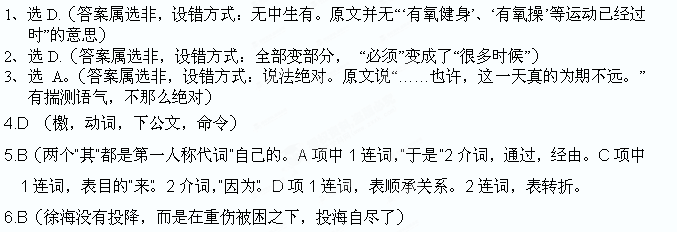 1、选 D.（答案属选非，设错方式：无中生有。原文并无“‘有氧健身’、‘有氧操’等运动已经过
时”的意思）
2、选 D.（答案属选非，设错方式：全部变部分， “必须”变成了“很多时候”）
3、选 A。（答案属选非，设错方式：说法绝对。原文说“……也许，这一天真的为期不远。”
有揣测语气，不那么绝对）
4.D （檄，动词，下公文，命令）
5.B（两个“其”都是第一人称代词“自己的。A 项中 1 连词，”于是”2 介词，通过，经由。C 项中
1 连词，表目的“来”. 2 介词，”因为”. D 项 1 连词，表顺承关系。2 连词，表转折。
6.B（徐海没有投降，而是在重伤被困之下，投海自尽了）